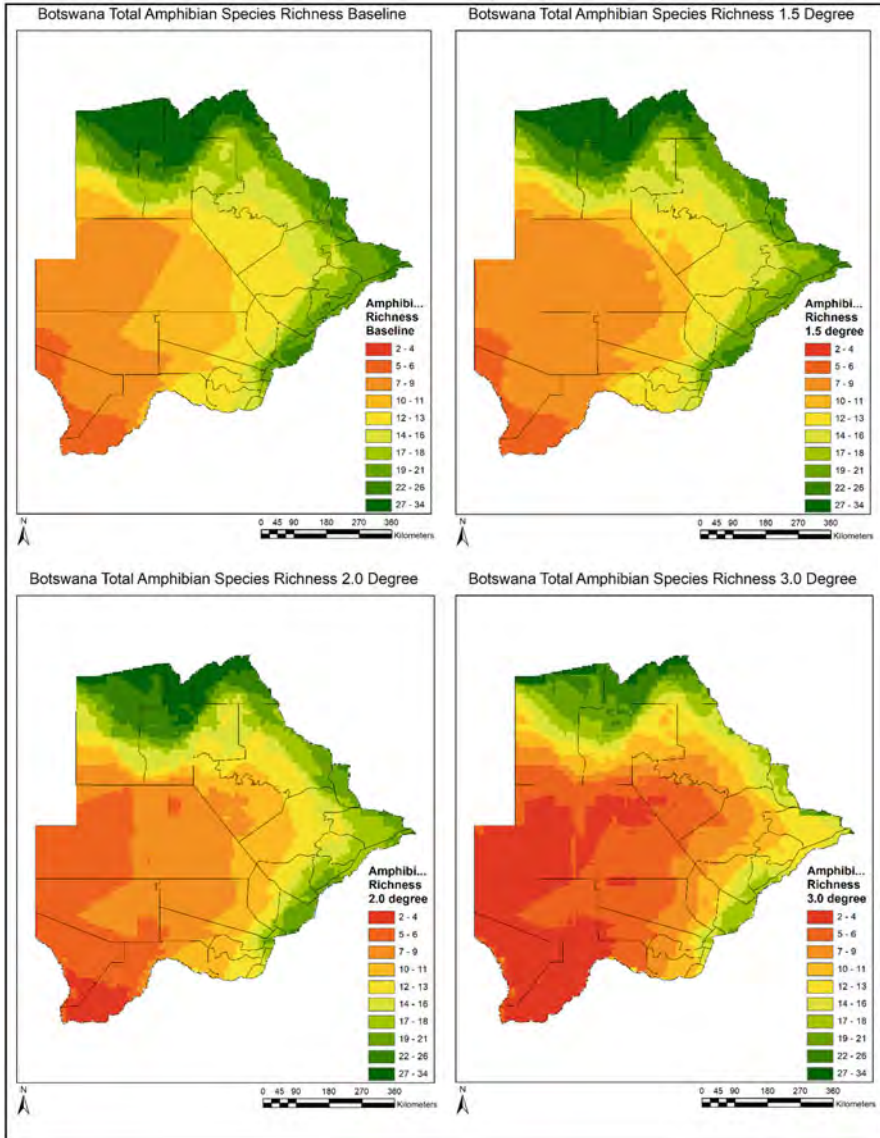 Botswana Total Amphibian Species Richness Baseline
Amphibi...
Richness
Baseline
2 - 4
5 - 6
7 - 9
10 - 11
12 - 13
14 - 16
17 - 18
19 - 21
22 - 26
27 - 34
N
0 45 90 180 270 360
Kilometers
Botswana Total Amphibian Species Richness 1.5 Degree
Amphibi...
Richness
1.5 degree
2 - 4
5 - 6
7 - 9
10 - 11
12 - 13
14 - 16
17 - 18
19 - 21
22 - 26
27 - 34
N
0 45 90 180 270 360
Kilometers
Botswana Total Amphibian Species Richness 2.0 Degree
Amphibi...
Richness
2.0 degree
2 - 4
5 - 6
7 - 9
10 - 11
12 - 13
14 - 16
17 - 18
19 - 21
22 - 26
27 - 34
N
0 45 90 180 270 360
Kilometers
Botswana Total Amphibian Species Richness 3.0 Degree
Amphibi...
Richness
3.0 degree
2 - 4
5 - 6
7 - 9
10 - 11
12 - 13
14 - 16
17 - 18
19 - 21
22 - 26
27 - 34
N
0 45 90 180 270 360
Kilometers